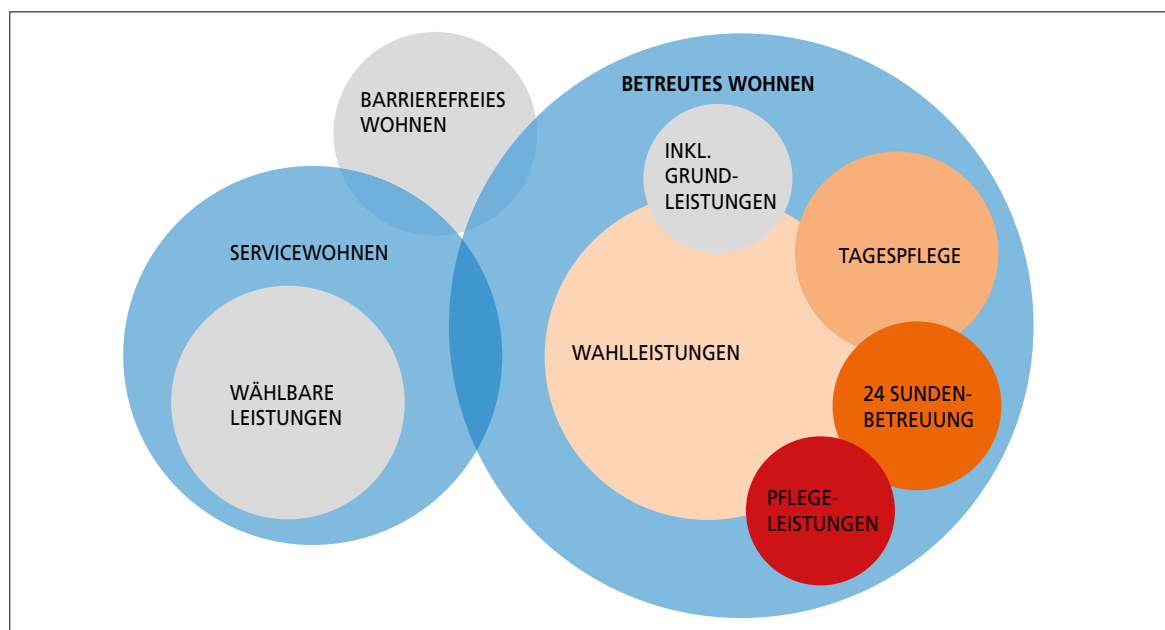 BARRIEREFREIES
WOHNEN
BETREUTES WOHNEN
INKL.
GRUND-
LEISTUNGEN
SERVICEWOHNEN
TAGESPFLEGE
WAHLLEISTUNGEN
WÄHLBARE
LEISTUNGEN
24 SUNDEN-
BETREUUNG
PFLEGE-
LEISTUNGEN